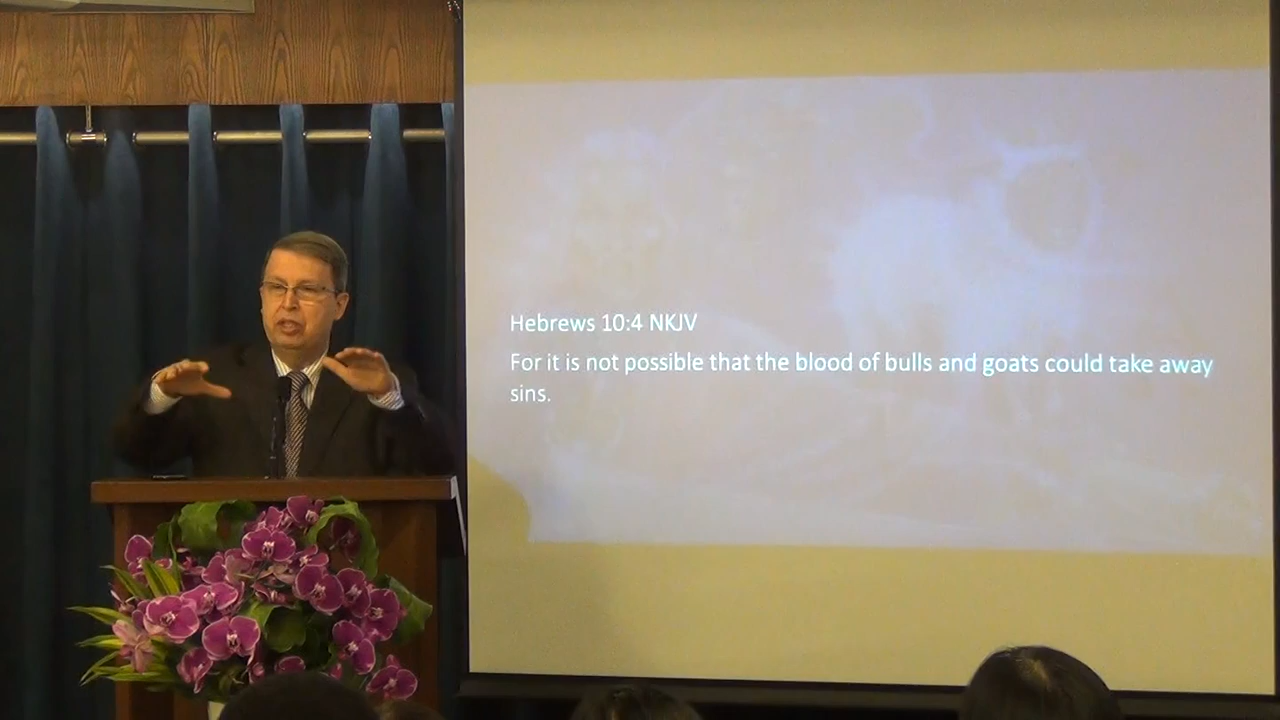 Hebrews 10:4 NKJV
For it is not possible that the blood of bulls and goats could take away
sins.